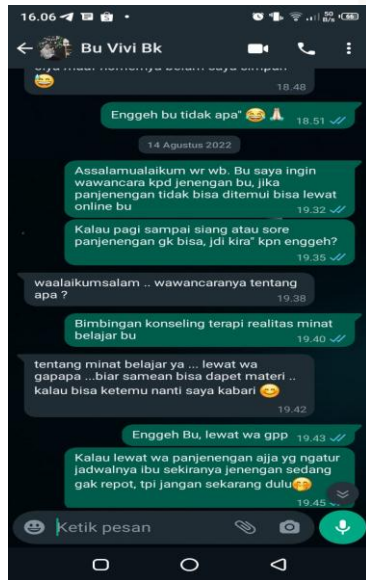 16.06
50 B/s 66
Bu Vivi Bk
18.48
Enggeh bu tidak apa" 😂🙏
18.51
14 Agustus 2022
Assalamualaikum wr wb. Bu saya ingin
wawancara kpd jenengan bu, jika
panjenengan tidak bisa ditemui bisa lewat
online bu
19.32
Kalau pagi sampai siang atau sore
panjenengan gk bisa, jdi kira" kpn enggeh?
19.35
waalaikumsalam .. wawancaranya tentang
apa ?
19.38
Bimbingan konseling terapi realitas minat
belajar bu
19.40
tentang minat belajar ya ... lewat wa
gapapa ...biar samean bisa dapet materi ..
kalau bisa ketemu nanti saya kabari 😊
19.42
Enggeh Bu, lewat wa gpp 19.43
Kalau lewat wa panjenengan ajja yg ngatur
jadwalnya ibu sekiranya jenengan sedang
gak repot, tpi jangan sekarang dulu🤭
19.45
Ketik pesan